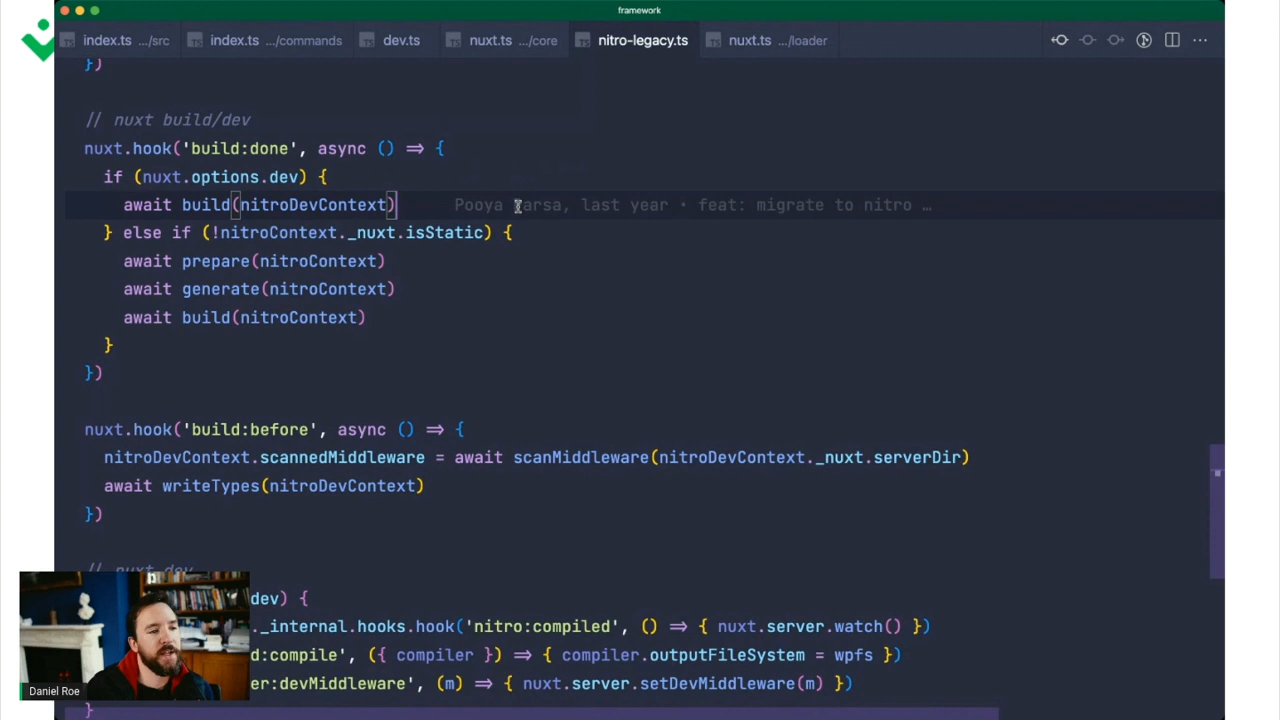 framework
index.ts .../src
index.ts .../commands
dev.ts
nuxt.ts .../core
nitro-legacy.ts
nuxt.ts .../loader
})
// nuxt build/dev
nuxt.hook('build:done', async () => {
if (nuxt.options.dev) {
await build(nitroDevContext) Pooya Parsa, last year • feat: migrate to nitro …
} else if (!nitroContext._nuxt.isStatic) {
await prepare(nitroContext)
await generate(nitroContext)
await build(nitroContext)
}
})
nuxt.hook('build:before', async () => {
nitroDevContext.scannedMiddleware = await scanMiddleware(nitroDevContext._nuxt.serverDir)
await writeTypes(nitroDevContext)
})
// nuxt dev
dev) {
._internal.hooks.hook('nitro:compiled', () => { nuxt.server.watch() })
d:compile', ({ compiler }) => { compiler.outputFileSystem = wpfs })
er:devMiddleware', (m) => { nuxt.server.setDevMiddleware(m) })
}
Daniel Roe